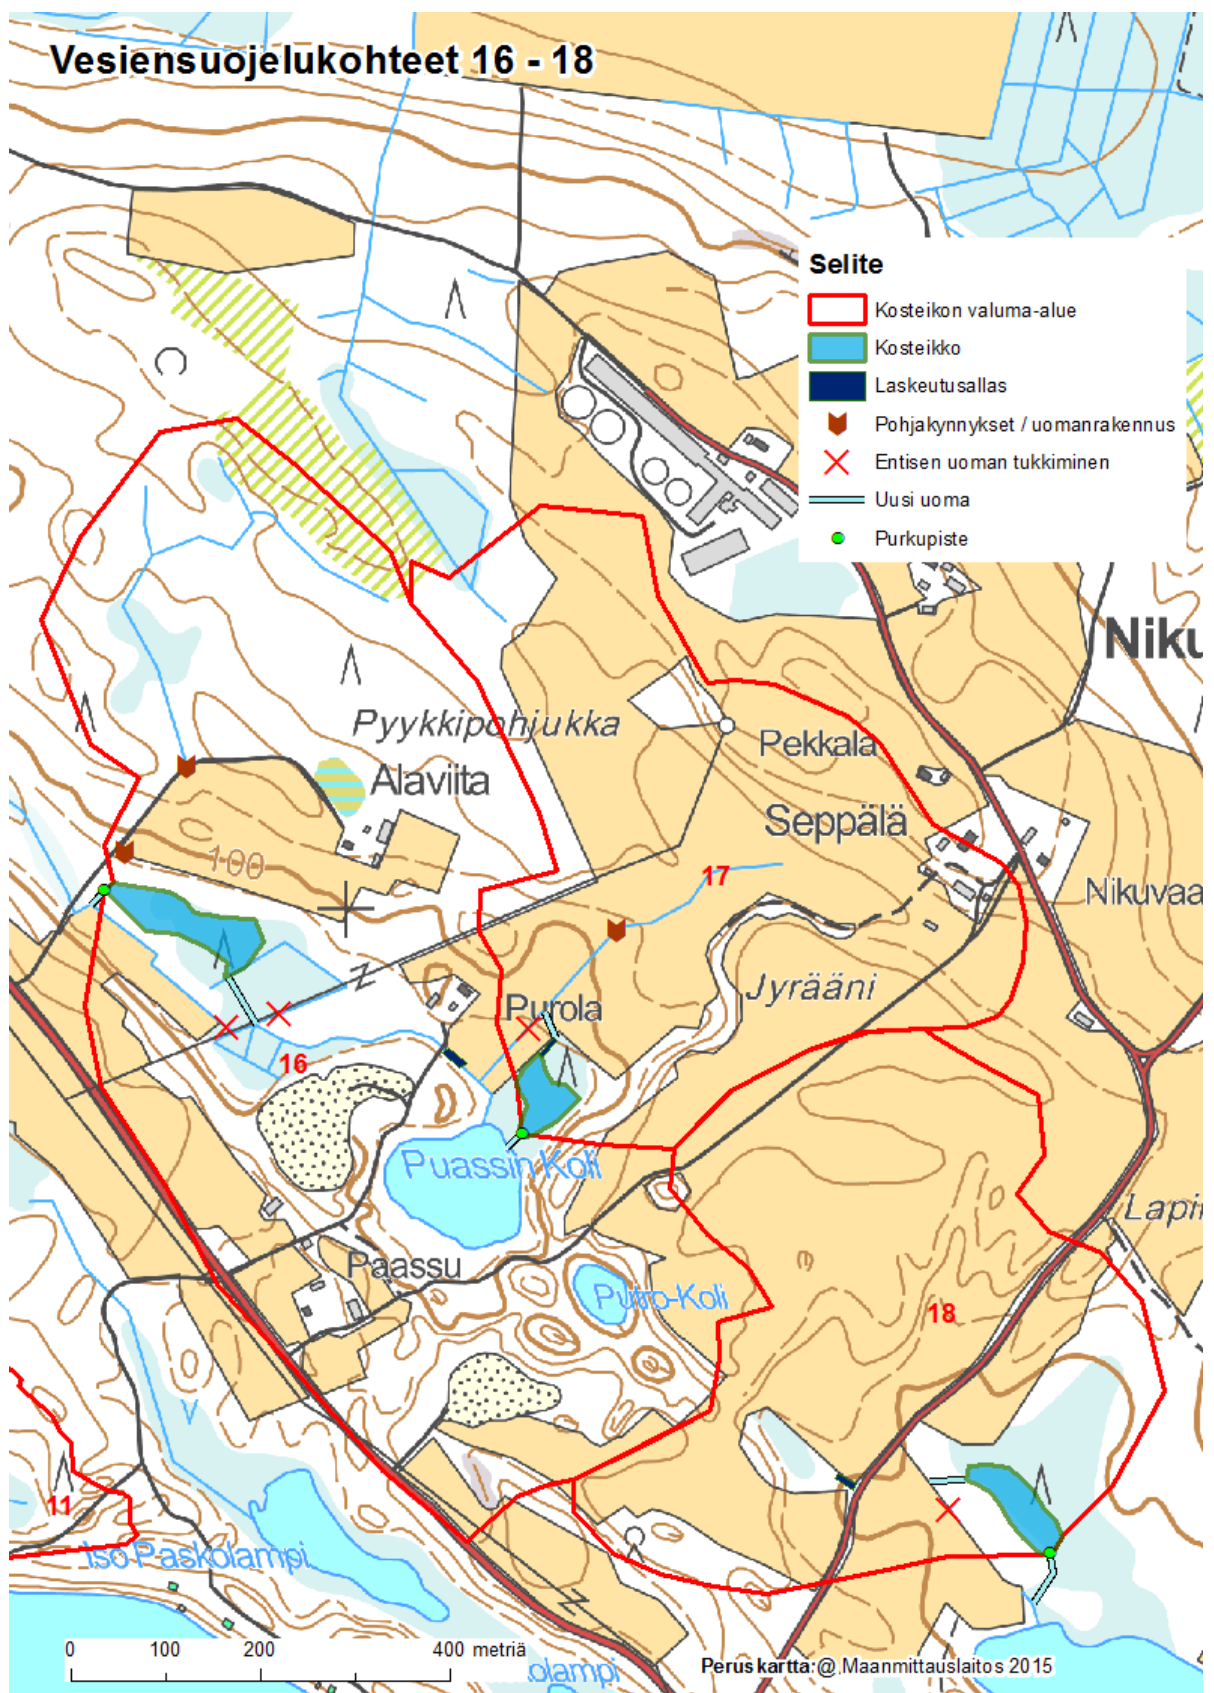 Vesiensuojelukohteet 16 - 18
Selite
Kosteikon valuma-alue
Kosteikko
Laskeutusallas
Pohjakynnykset / uomanrakennus
Entisen uoman tukkiminen
Uusi uoma
Purkupiste
Niku
Pyykkipohjukka
Alaviita
Pekkala
Seppälä
100
17
Nikuvaa
Jyrääni
Purola
Z
16
Puassin Koli
Lapin
Paassu
Putro-Koli
18
11
Iso Paskolampi
Z
0 100 200 400 metriä
olampi
Peruskartta:@ Maanmittauslaitos 2015